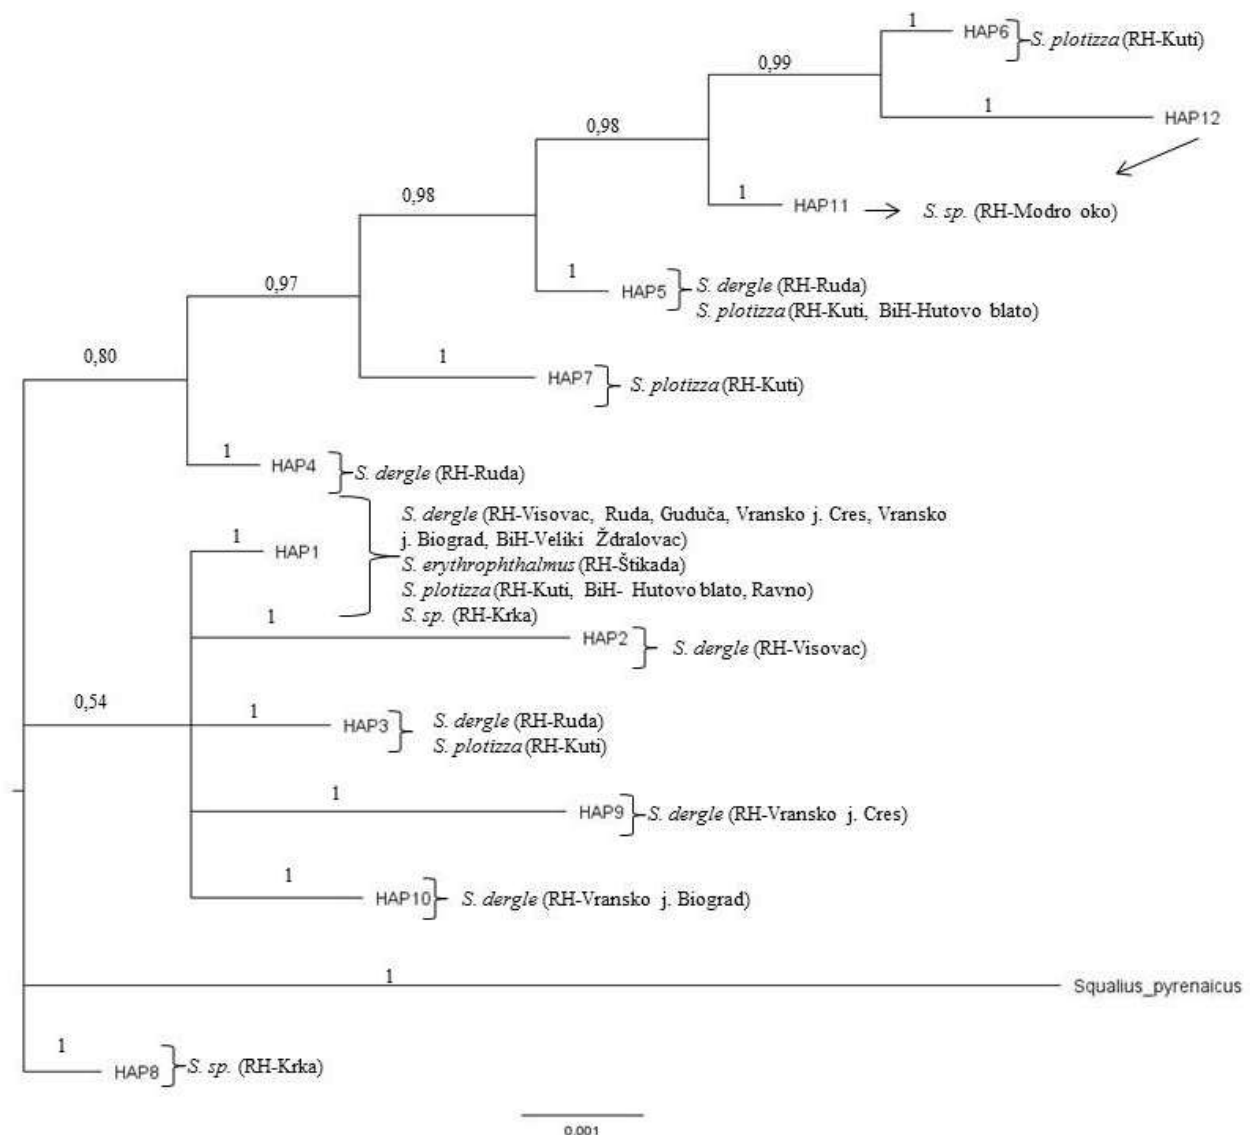 1
HAP6
S. plotizza (RH-Kuti)
0,99
1
HAP12
0,98
1
HAP11
S. sp. (RH-Modro oko)
0,98
1
HAP5
S. dergle (RH-Ruda)
S. plotizza (RH-Kuti, BiH-Hutovo blato)
0,97
1
HAP7
S. plotizza (RH-Kuti)
0,80
1
HAP4
S. dergle (RH-Ruda)
1
HAP1
S. dergle (RH-Visovac, Ruda, Guduča, Vransko j. Cres, Vransko
j. Biograd, BiH-Veliki Ždralovac)
S. erythrophthalmus (RH-Štikada)
S. plotizza (RH-Kuti, BiH- Hutovo blato, Ravno)
S. sp. (RH-Krka)
1
HAP2
S. dergle (RH-Visovac)
0,54
1
HAP3
S. dergle (RH-Ruda)
S. plotizza (RH-Kuti)
1
HAP9
S. dergle (RH-Vransko j. Cres)
1
HAP10
S. dergle (RH-Vransko j. Biograd)
1
Squalius_pyrenaicus
1
HAP8
S. sp. (RH-Krka)
0.001